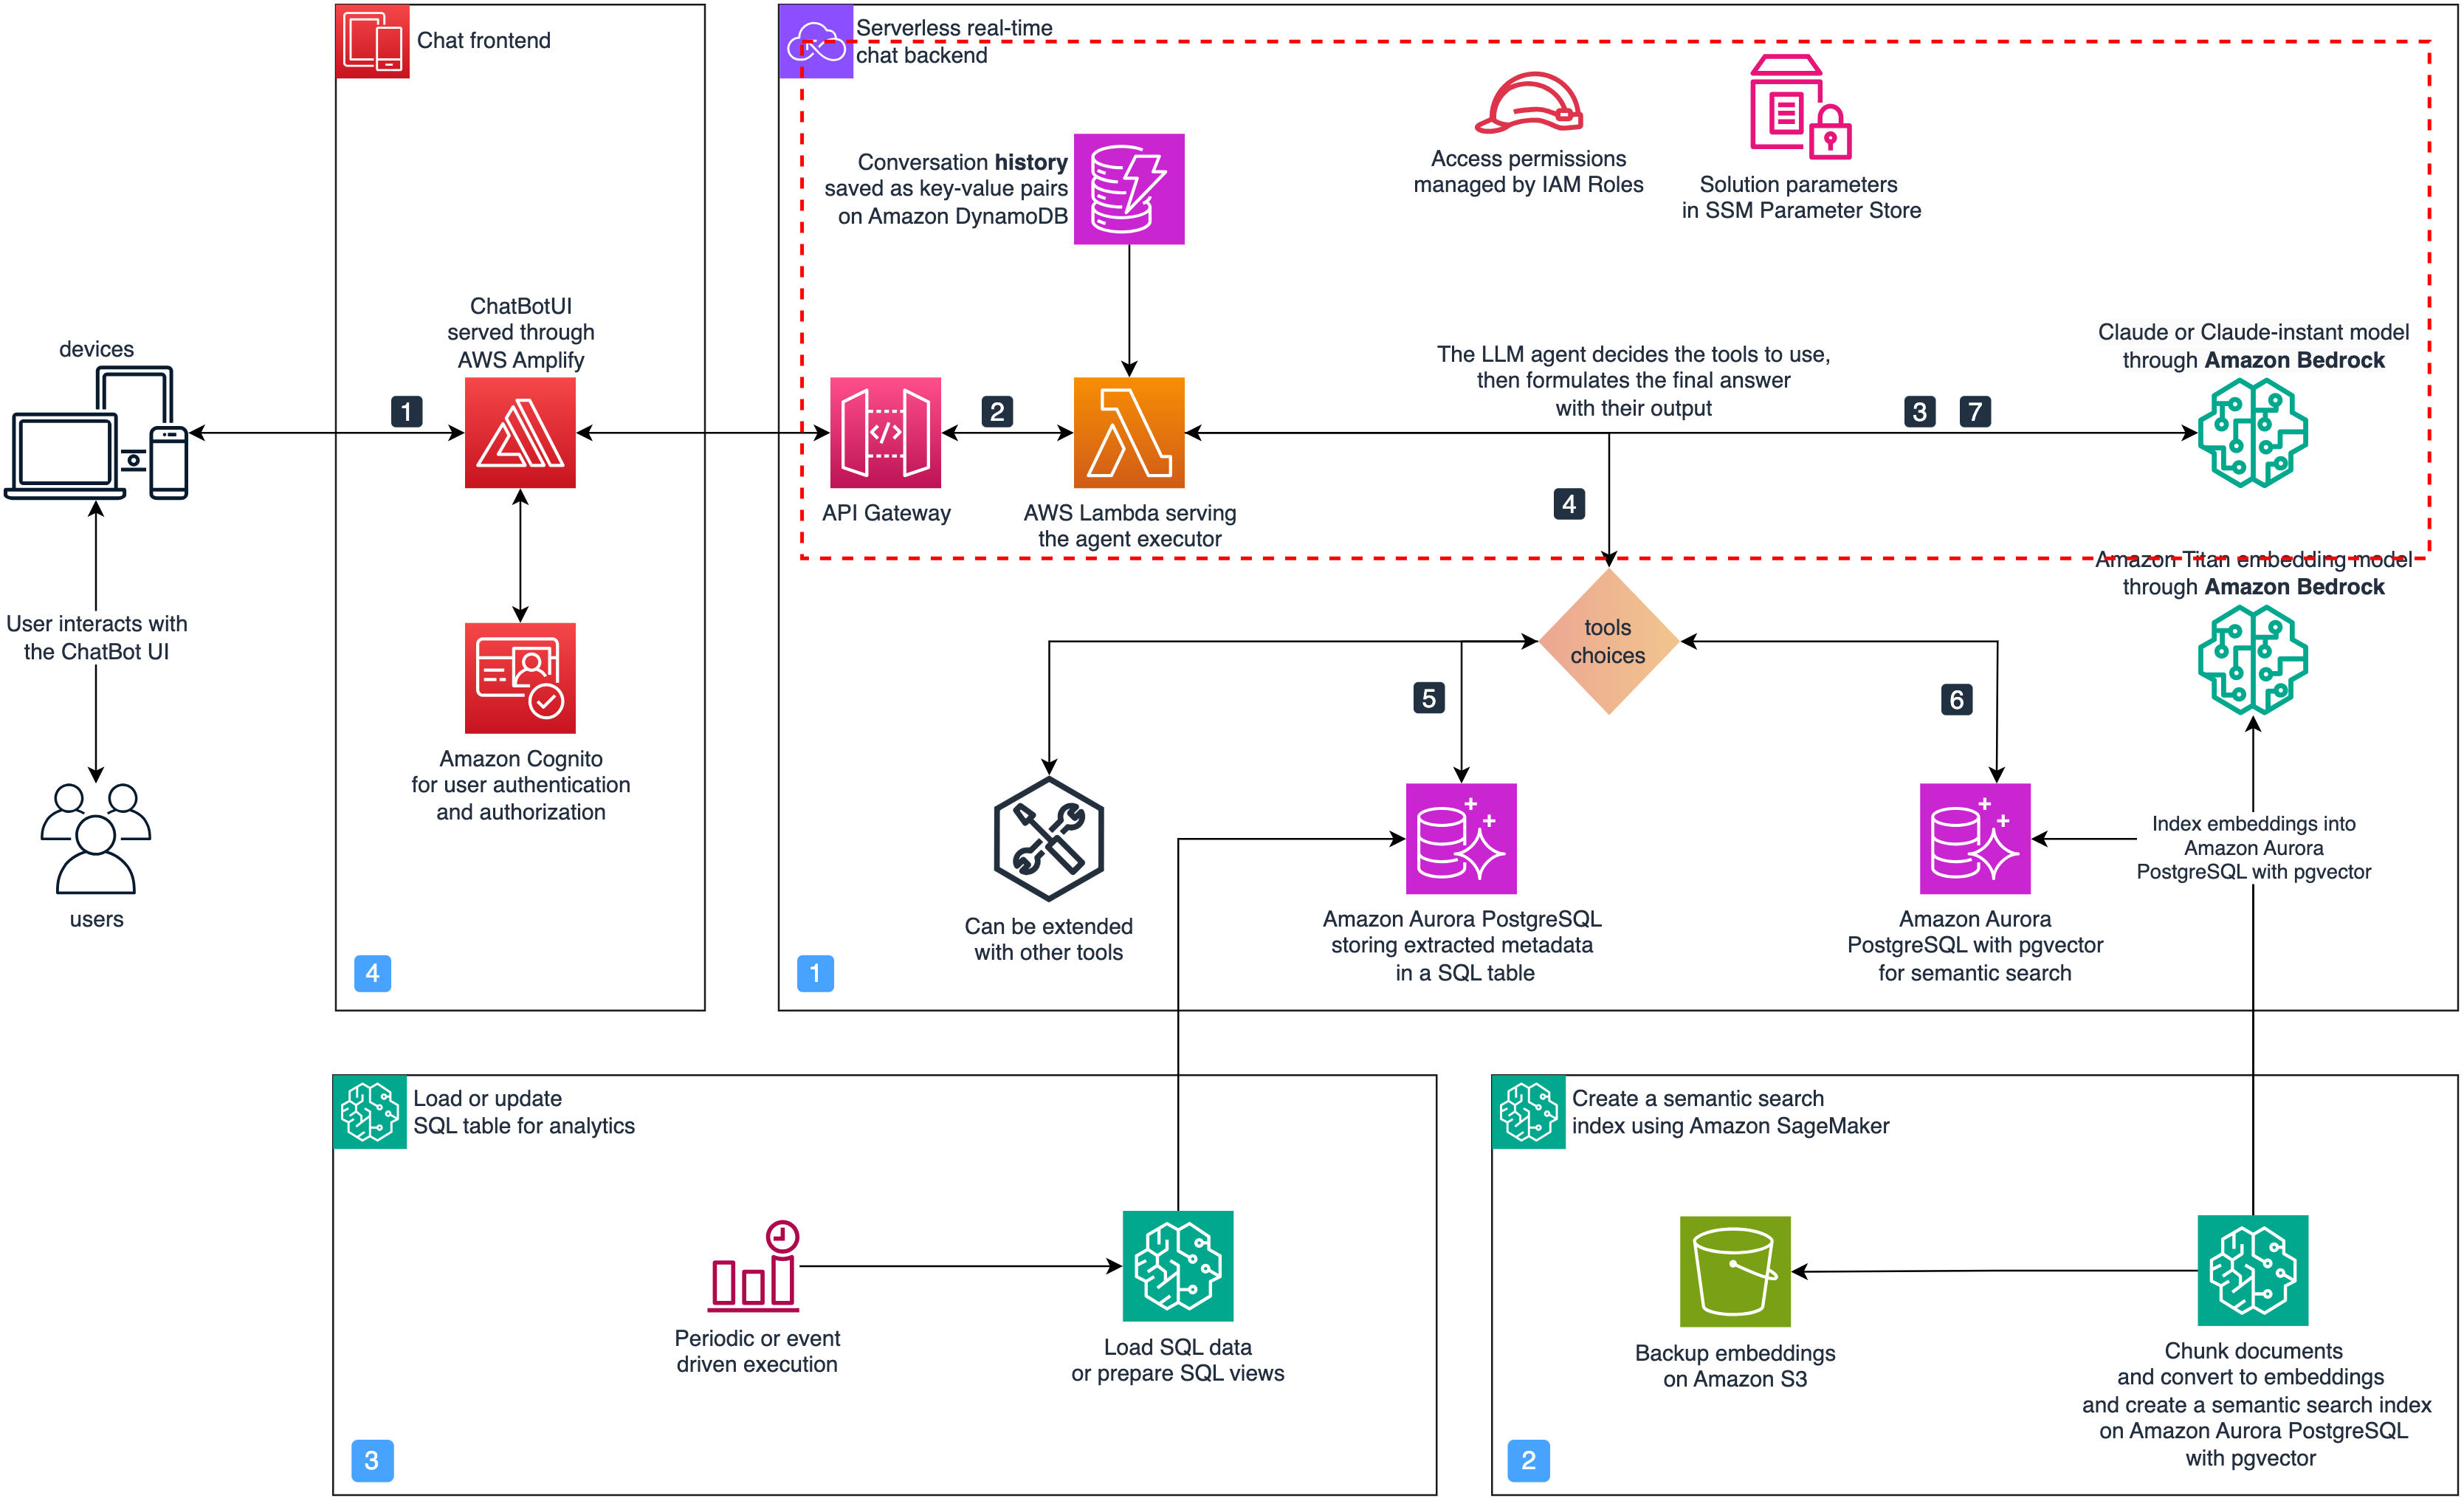 Chat frontend
Serverless real-time
chat backend
Conversation history
saved as key-value pairs
on Amazon DynamoDB
Access permissions
managed by IAM Roles
Solution parameters
in SSM Parameter Store
devices
ChatBotUI
served through
AWS Amplify
1
2
The LLM agent decides the tools to use,
then formulates the final answer
with their output
3
7
Claude or Claude-instant model
through Amazon Bedrock
API Gateway
AWS Lambda serving
the agent executor
4
Amazon Titan embedding model
through Amazon Bedrock
User interacts with
the ChatBot UI
tools
choices
5
6
Amazon Cognito
for user authentication
and authorization
users
Can be extended
with other tools
Amazon Aurora PostgreSQL
storing extracted metadata
in a SQL table
Amazon Aurora
PostgreSQL with pgvector
for semantic search
Index embeddings into
Amazon Aurora
PostgreSQL with pgvector
4
1
Load or update
SQL table for analytics
Periodic or event
driven execution
Load SQL data
or prepare SQL views
3
Create a semantic search
index using Amazon SageMaker
Backup embeddings
on Amazon S3
Chunk documents
and convert to embeddings
and create a semantic search index
on Amazon Aurora PostgreSQL
with pgvector
2